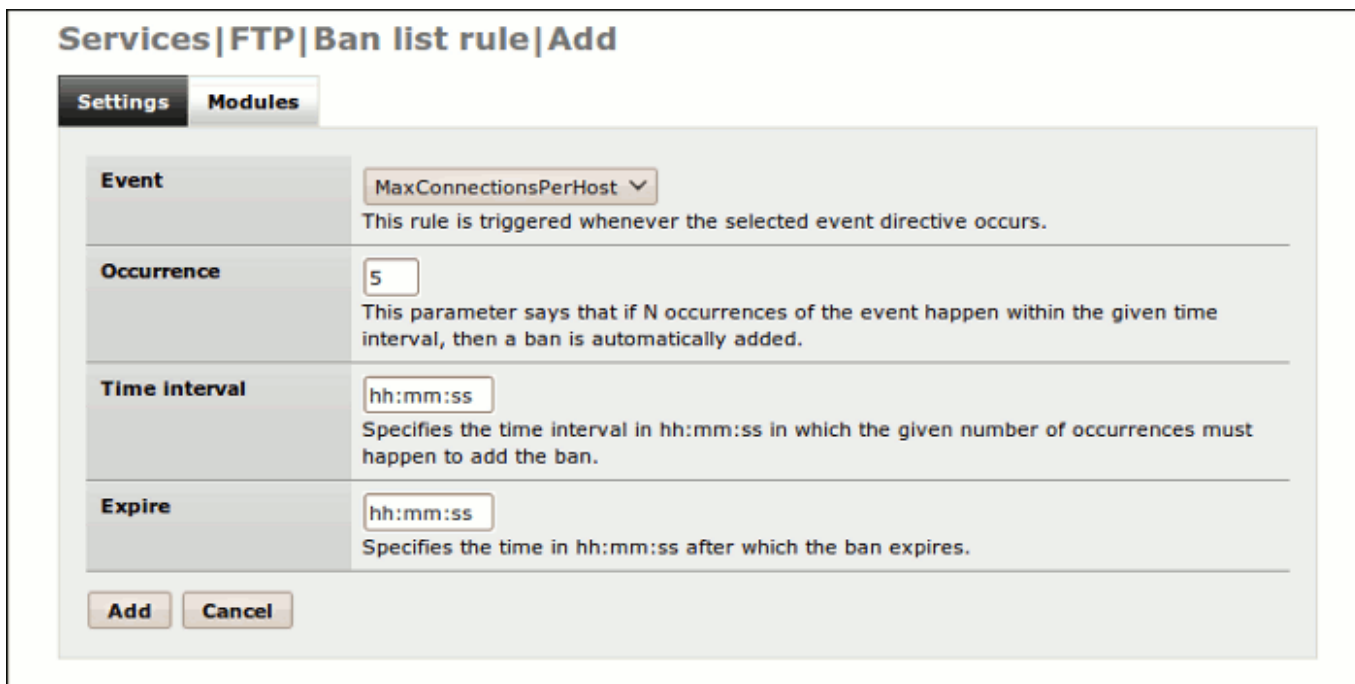 Services|FTP|Ban list rule|Add
Settings Modules
Event
MaxConnectionsPerHost
This rule is triggered whenever the selected event directive occurs.
Occurrence
5
This parameter says that if N occurrences of the event happen within the given time
interval, then a ban is automatically added.
Time interval
hh:mm:ss
Specifies the time interval in hh:mm:ss in which the given number of occurrences must
happen to add the ban.
Expire
hh:mm:ss
Specifies the time in hh:mm:ss after which the ban expires.
Add Cancel